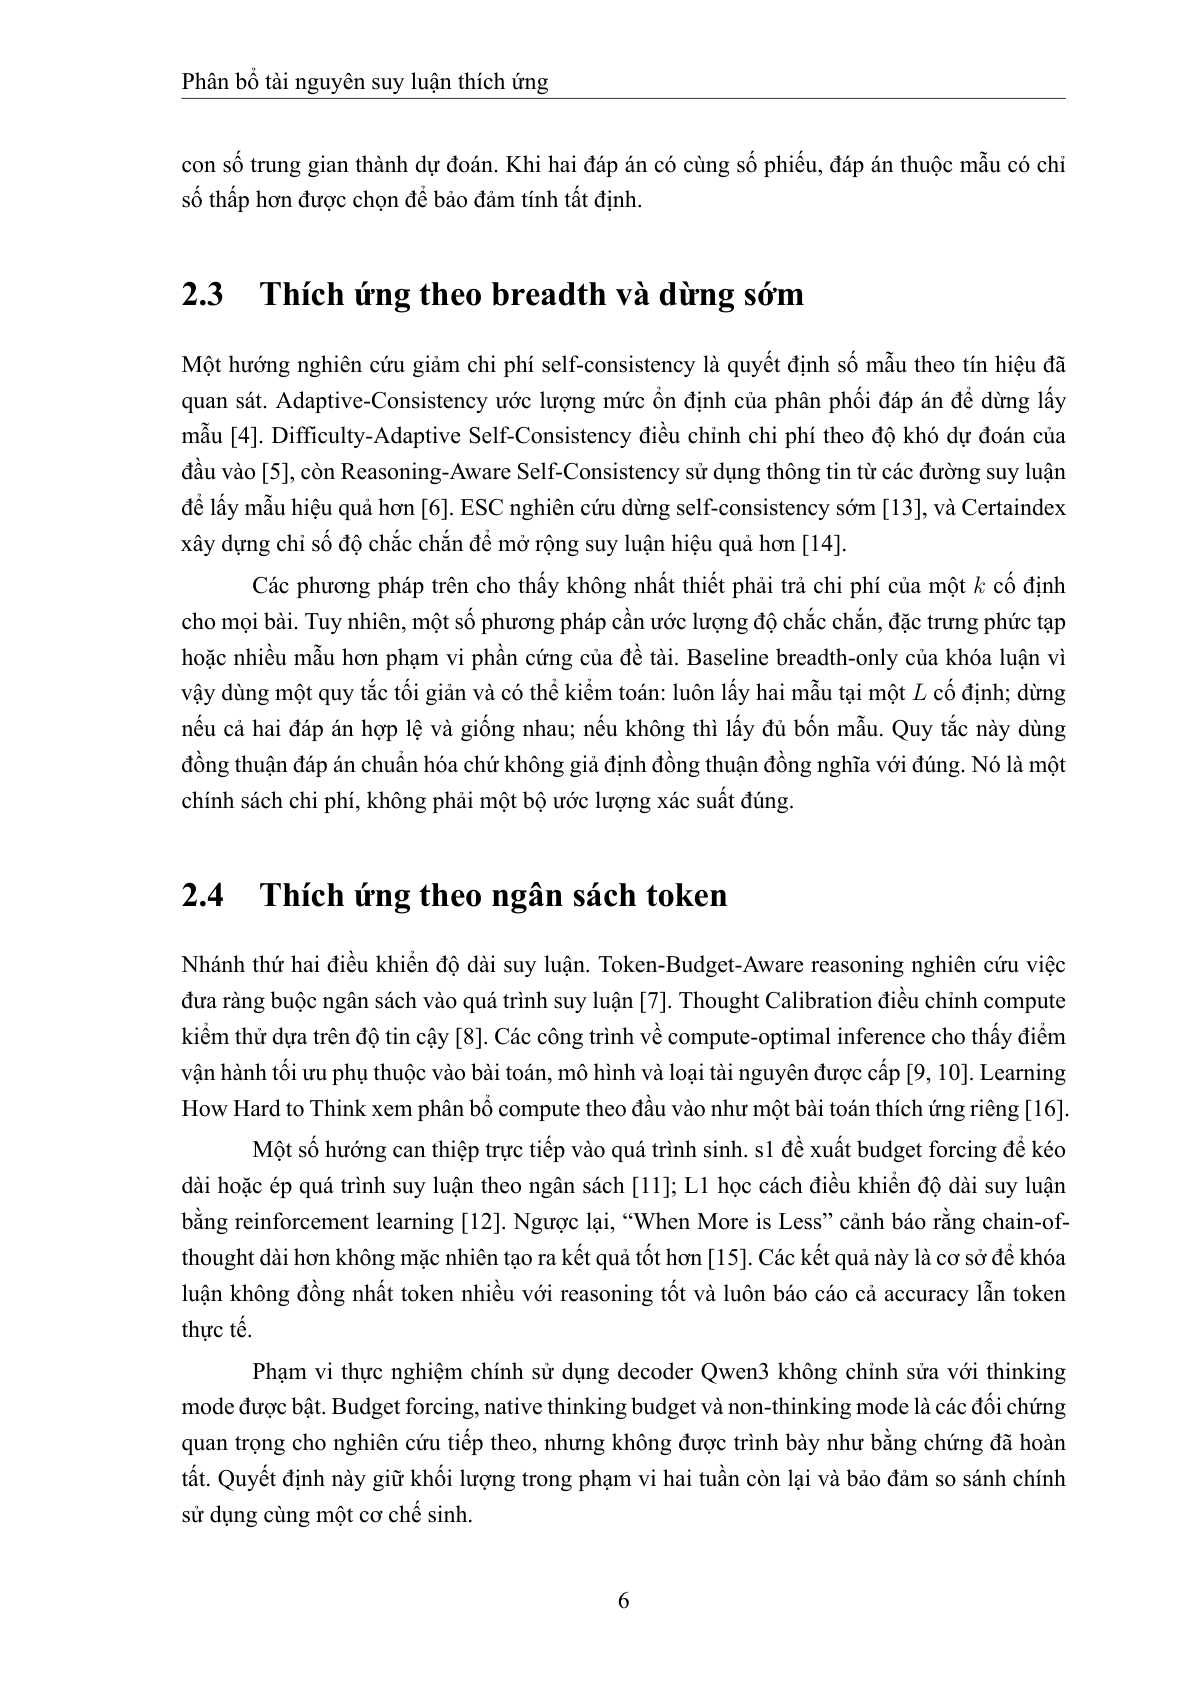 Phân bổ tài nguyên suy luận thích ứng
con số trung gian thành dự đoán. Khi hai đáp án có cùng số phiếu, đáp án thuộc mẫu có chỉ
số thấp hơn được chọn để bảo đảm tính tất định.
2.3 Thích ứng theo breadth và dừng sớm
Một hướng nghiên cứu giảm chi phí self-consistency là quyết định số mẫu theo tín hiệu đã
quan sát. Adaptive-Consistency ước lượng mức ổn định của phân phối đáp án để dừng lấy
mẫu [4]. Difficulty-Adaptive Self-Consistency điều chỉnh chi phí theo độ khó dự đoán của
đầu vào [5], còn Reasoning-Aware Self-Consistency sử dụng thông tin từ các đường suy luận
để lấy mẫu hiệu quả hơn [6]. ESC nghiên cứu dừng self-consistency sớm [13], và Certaindex
xây dựng chỉ số độ chắc chắn để mở rộng suy luận hiệu quả hơn [14].
Các phương pháp trên cho thấy không nhất thiết phải trả chi phí của một k cố định
cho mọi bài. Tuy nhiên, một số phương pháp cần ước lượng độ chắc chắn, đặc trưng phức tạp
hoặc nhiều mẫu hơn phạm vi phần cứng của đề tài. Baseline breadth-only của khóa luận vì
vậy dùng một quy tắc tối giản và có thể kiểm toán: luôn lấy hai mẫu tại một L cố định; dừng
nếu cả hai đáp án hợp lệ và giống nhau; nếu không thì lấy đủ bốn mẫu. Quy tắc này dùng
đồng thuận đáp án chuẩn hóa chứ không giả định đồng thuận đồng nghĩa với đúng. Nó là một
chính sách chi phí, không phải một bộ ước lượng xác suất đúng.
2.4 Thích ứng theo ngân sách token
Nhánh thứ hai điều khiển độ dài suy luận. Token-Budget-Aware reasoning nghiên cứu việc
đưa ràng buộc ngân sách vào quá trình suy luận [7]. Thought Calibration điều chỉnh compute
kiểm thử dựa trên độ tin cậy [8]. Các công trình về compute-optimal inference cho thấy điểm
vận hành tối ưu phụ thuộc vào bài toán, mô hình và loại tài nguyên được cấp [9, 10]. Learning
How Hard to Think xem phân bổ compute theo đầu vào như một bài toán thích ứng riêng [16].
Một số hướng can thiệp trực tiếp vào quá trình sinh. s1 đề xuất budget forcing để kéo
dài hoặc ép quá trình suy luận theo ngân sách [11]; L1 học cách điều khiển độ dài suy luận
bằng reinforcement learning [12]. Ngược lại, “When More is Less” cảnh báo rằng chain-of-
thought dài hơn không mặc nhiên tạo ra kết quả tốt hơn [15]. Các kết quả này là cơ sở để khóa
luận không đồng nhất token nhiều với reasoning tốt và luôn báo cáo cả accuracy lẫn token
thực tế.
Phạm vi thực nghiệm chính sử dụng decoder Qwen3 không chỉnh sửa với thinking
mode được bật. Budget forcing, native thinking budget và non-thinking mode là các đối chứng
quan trọng cho nghiên cứu tiếp theo, nhưng không được trình bày như bằng chứng đã hoàn
tất. Quyết định này giữ khối lượng trong phạm vi hai tuần còn lại và bảo đảm so sánh chính
sử dụng cùng một cơ chế sinh.
6